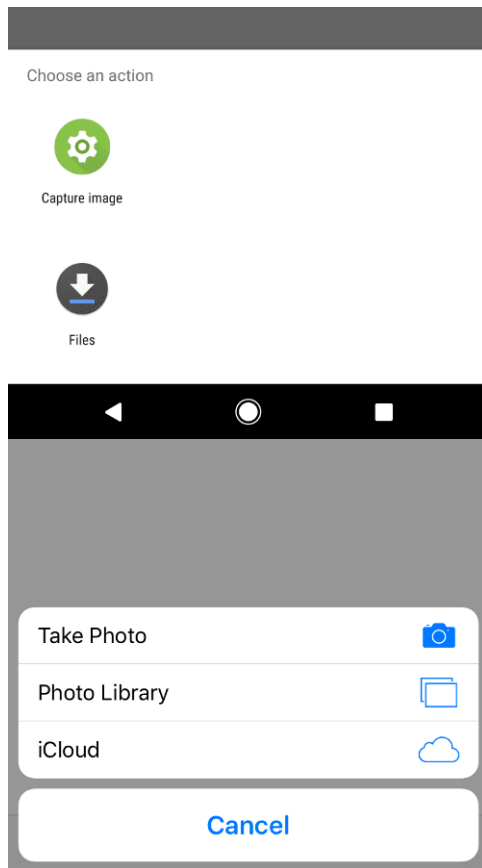 Choose an action
Capture image
Files
Take Photo
Photo Library
iCloud
Cancel